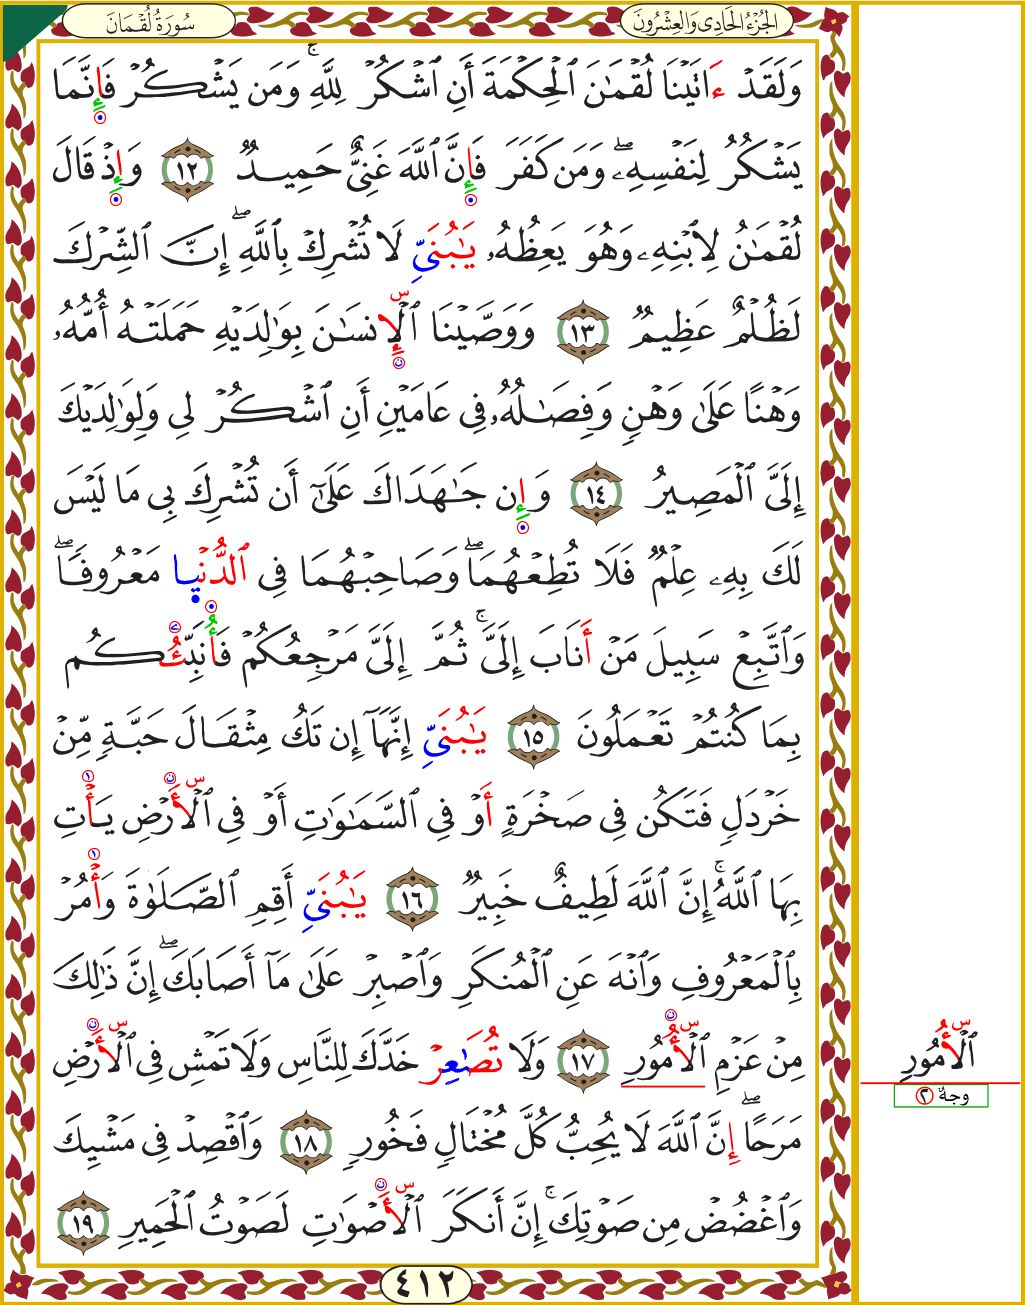 سُورَةُ لُقۡمَانَ
الجُزْءُ الحَادِى وَالعِشْرُونَ
وَلَقَدۡ ءَاتَيۡنَا لُقۡمَٰنَ ٱلۡحِكۡمَةَ أَنِ ٱشۡكُرۡ لِلَّهِۚ وَمَن يَشۡكُرۡ فَإِنَّمَا
يَشۡكُرُ لِنَفۡسِهِۦۖ وَمَن كَفَرَ فَإِنَّ ٱللَّهَ غَنِىٌّ حَمِيدٞ ١٢ وَإِذۡ قَالَ
لُقۡمَٰنُ لِٱبۡنِهِۦ وَهُوَ يَعِظُهُۥ يَٰبُنَىِّ لَا تُشۡرِكۡ بِٱللَّهِۖ إِنَّ ٱلشِّرۡكَ
لَظُلۡمٌ عَظِيمٞ ١٣ وَوَصَّيۡنَا ٱلۡإِنسَٰنَ بِوَٰلِدَيۡهِ حَمَلَتۡهُ أُمُّهُۥ
وَهۡنًا عَلَىٰ وَهۡنٖ وَفِصَٰلُهُۥ فِى عَامَيۡنِ أَنِ ٱشۡكُرۡ لِى وَلِوَٰلِدَيۡكَ
إِلَىَّ ٱلۡمَصِيرُ ١٤ وَإِن جَٰهَدَاكَ عَلَىٰٓ أَن تُشۡرِكَ بِى مَا لَيۡسَ
لَكَ بِهِۦ عِلۡمٞ فَلَا تُطِعۡهُمَاۖ وَصَاحِبۡهُمَا فِى ٱلدُّنۡيَا مَعۡرُوفٗاۖ
وَٱتَّبِعۡ سَبِيلَ مَنۡ أَنَابَ إِلَىَّۚ ثُمَّ إِلَىَّ مَرۡجِعُكُمۡ فَأُنَبِّئُكُم
بِمَا كُنتُمۡ تَعۡمَلُونَ ١٥ يَٰبُنَىِّ إِنَّهَآ إِن تَكُ مِثۡقَالَ حَبَّةٖ مِّنۡ
خَرۡدَلٖ فَتَكُن فِى صَخۡرَةٍ أَوۡ فِى ٱلسَّمَٰوَٰتِ أَوۡ فِى ٱلۡأَرۡضِ يَأۡتِ
بِهَا ٱللَّهُۚ إِنَّ ٱللَّهَ لَطِيفٌ خَبِيرٞ ١٦ يَٰبُنَىِّ أَقِمِ ٱلصَّلَوٰةَ وَأۡمُرۡ
بِٱلۡمَعۡرُوفِ وَٱنۡهَ عَنِ ٱلۡمُنكَرِ وَٱصۡبِرۡ عَلَىٰ مَآ أَصَابَكَۖ إِنَّ ذَٰلِكَ
مِنۡ عَزۡمِ ٱلۡأُمُورِ ١٧ وَلَا تُصَٰعِرۡ خَدَّكَ لِلنَّاسِ وَلَا تَمۡشِ فِى ٱلۡأَرۡضِ
مَرَحًاۖ إِنَّ ٱللَّهَ لَا يُحِبُّ كُلَّ مُخۡتَالٖ فَخُورٖ ١٨ وَٱقۡصِدۡ فِى مَشۡيِكَ
وَٱغۡضُضۡ مِن صَوۡتِكَۚ إِنَّ أَنكَرَ ٱلۡأَصۡوَٰتِ لَصَوۡتُ ٱلۡحَمِيرِ ١٩
ٱلۡأُمُورِ
٢ وجهٌ
٤١٢